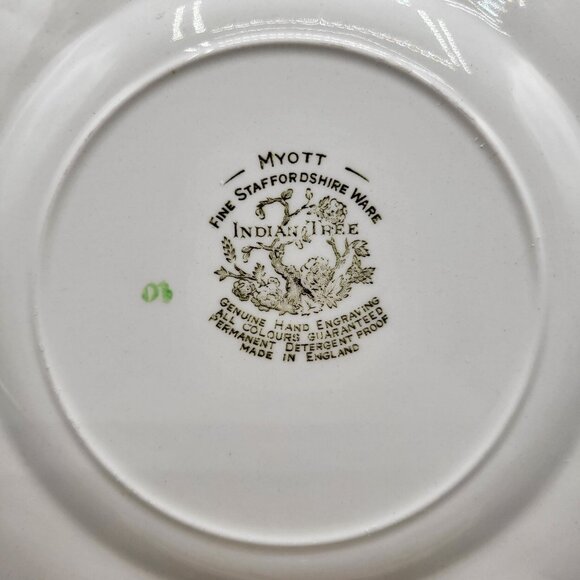 MYOTT
FINE STAFFORDSHIRE WARE
INDIAN TREE
GENUINE HAND ENGRAVING
ALL COLOURS GUARANTEED
PERMANENT DETERGENT PROOF
MADE IN ENGLAND